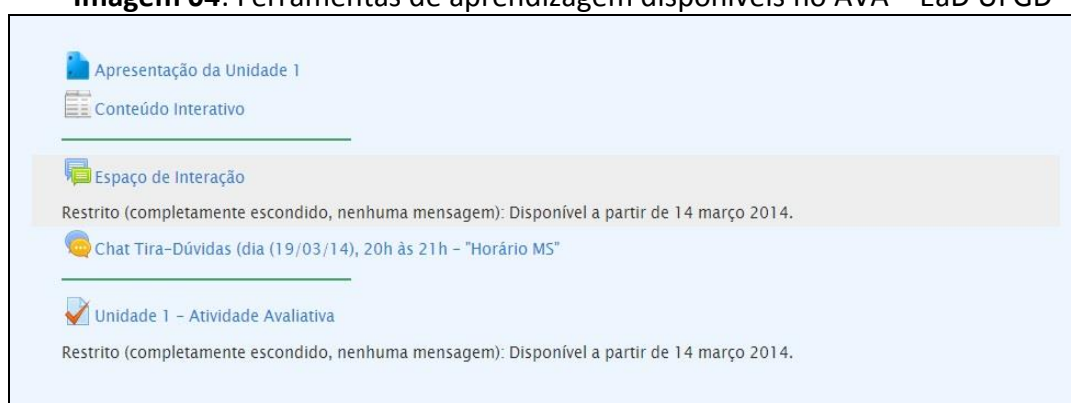 Imagem 04: Ferramentas de aprendizagem disponíveis no AVA – EaD UFGD
Apresentação da Unidade 1
Conteúdo Interativo
Espaço de Interação
Restrito (completamente escondido, nenhuma mensagem): Disponível a partir de 14 março 2014.
Chat Tira-Dúvidas (dia (19/03/14), 20h às 21h - "Horário MS"
Unidade 1 - Atividade Avaliativa
Restrito (completamente escondido, nenhuma mensagem): Disponível a partir de 14 março 2014.